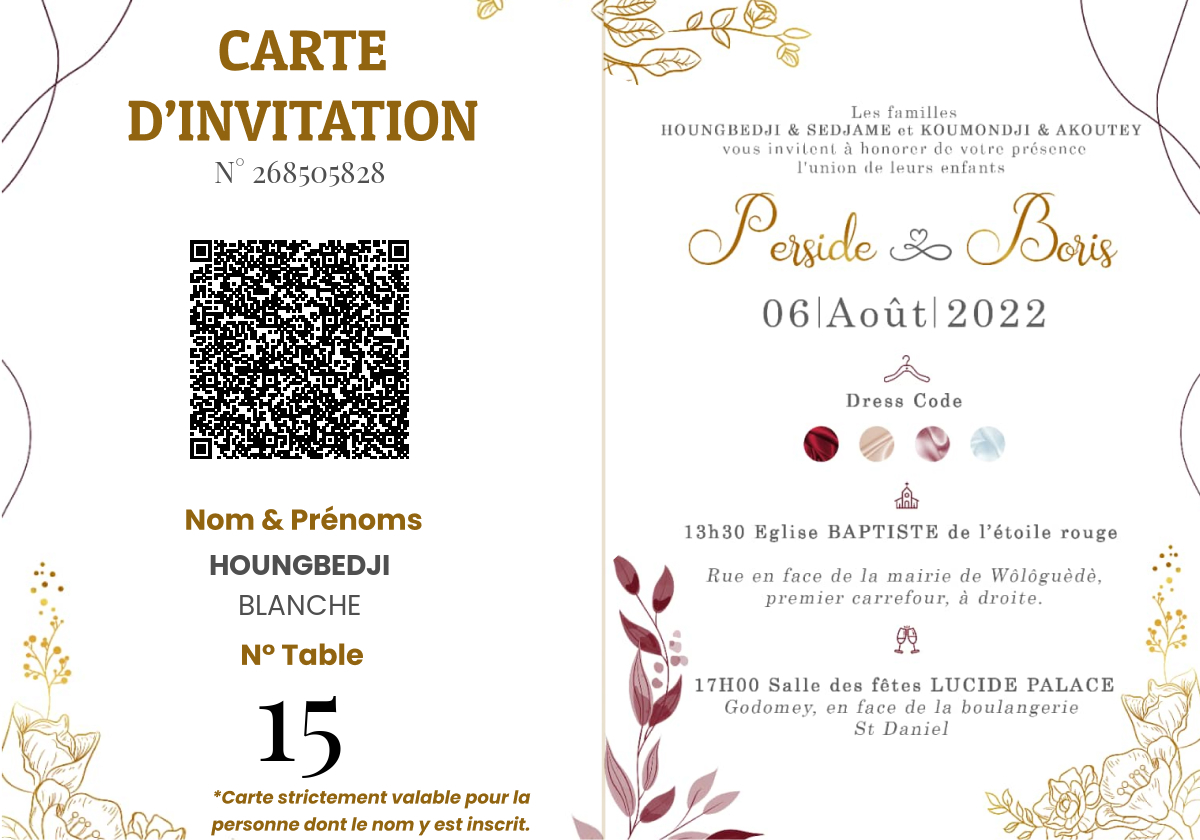 CARTE
D’INVITATION
N° 268505828
Nom & Prénoms
HOUNGBEDJI
BLANCHE
N° Table
15
*Carte strictement valable pour la
personne dont le nom y est inscrit.
Les familles
HOUNGBEDJI & SEDJAME et KOUMONDJI & AKOUTEY
vous invitent à honorer de votre présence
l'union de leurs enfants
Perside & Boris
06|Août|2022
Dress Code
13h30 Eglise BAPTISTE de l’étoile rouge
Rue en face de la mairie de Wôlôguèdè,
premier carrefour, à droite.
17H00 Salle des fêtes LUCIDE PALACE
Godomey, en face de la boulangerie
St Daniel